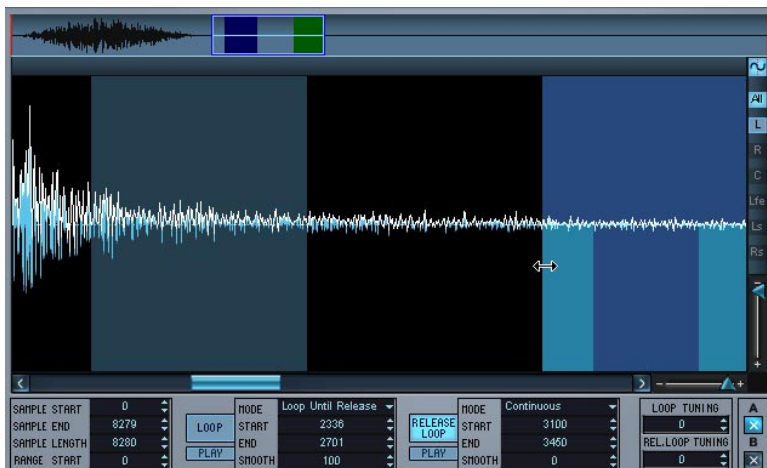 All
L
R
C
Lfe
Ls
Rs
-
+
- +
SAMPLE START 0
SAMPLE END 8279
SAMPLE LENGTH 8280
RANGE START 0
LOOP
PLAY
MODE Loop Until Release
START 2336
END 2701
SMOOTH 100
RELEASE
LOOP
PLAY
MODE Continuous
START 3100
END 3450
SMOOTH 0
LOOP TUNING
0
REL.LOOP TUNING
0
A
X
B
X